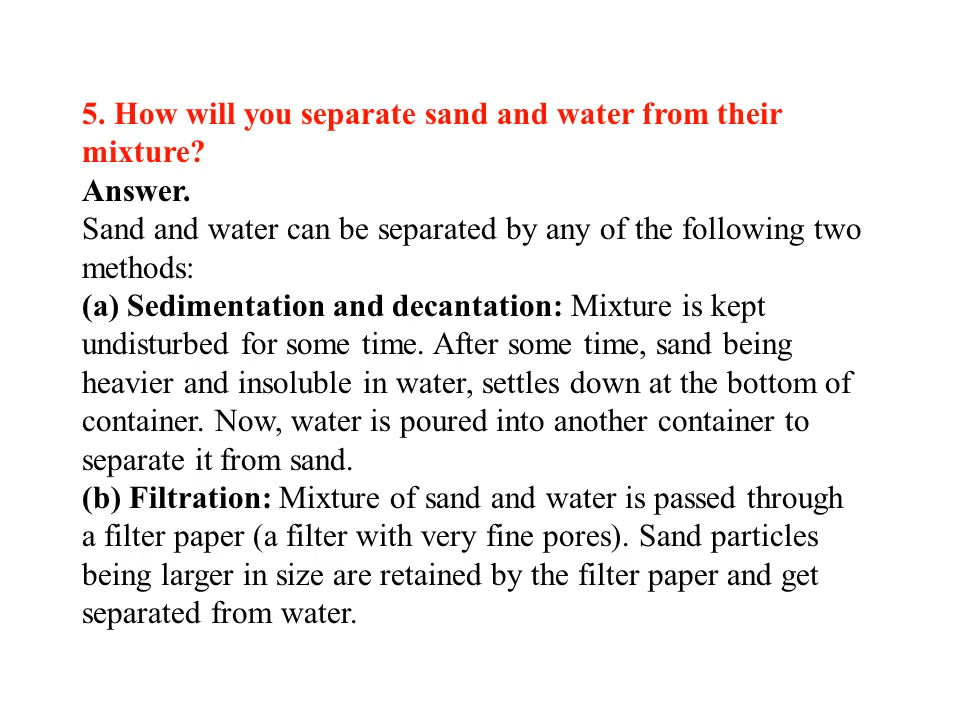 5. How will you separate sand and water from their
mixture?
Answer.
Sand and water can be separated by any of the following two
methods:
(a) Sedimentation and decantation: Mixture is kept
undisturbed for some time. After some time, sand being
heavier and insoluble in water, settles down at the bottom of
container. Now, water is poured into another container to
separate it from sand.
(b) Filtration: Mixture of sand and water is passed through
a filter paper (a filter with very fine pores). Sand particles
being larger in size are retained by the filter paper and get
separated from water.